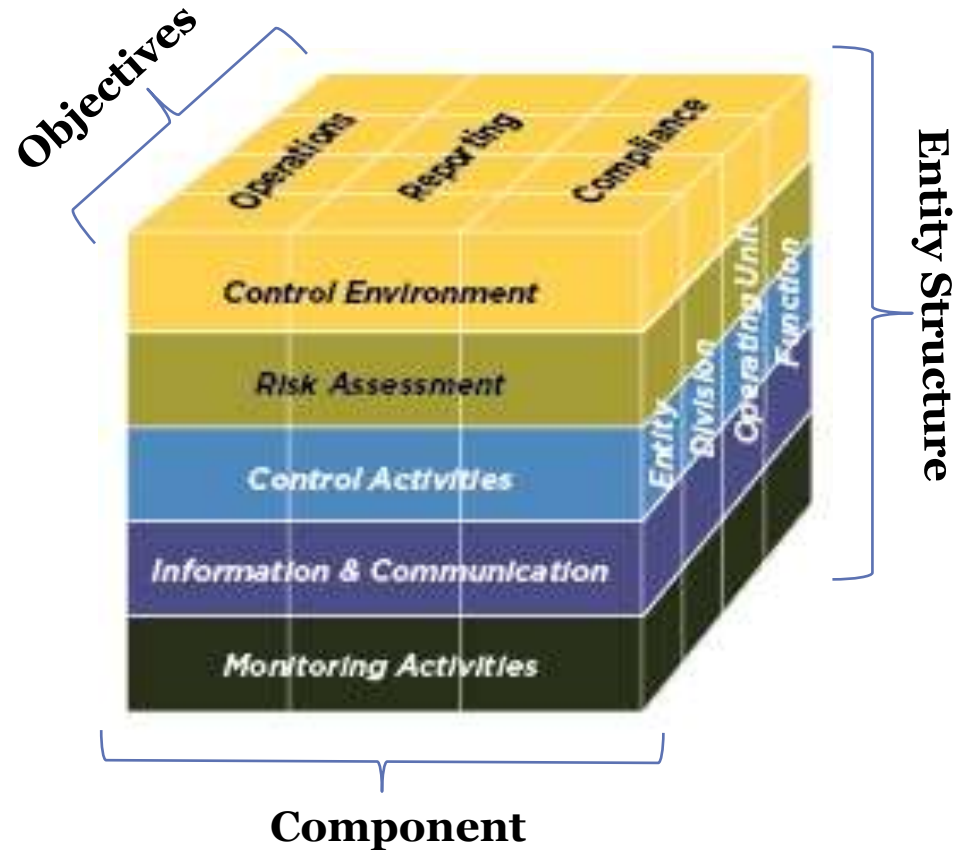 Objectives
Operations
Reporting
Compliance
Control Environment
Risk Assessment
Control Activities
Information & Communication
Monitoring Activities
Entity
Division
Operating Unit
Function
Entity Structure
Component